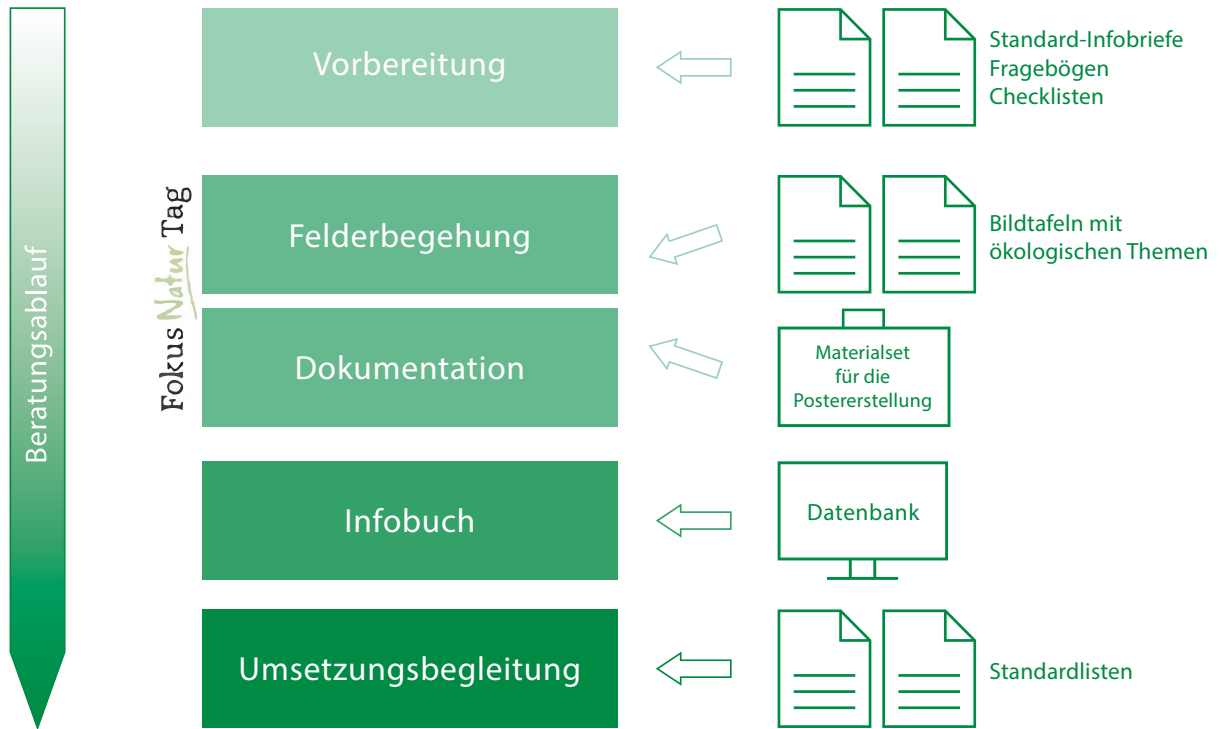 Beratungsablauf
Fokus Natur Tag
Vorbereitung
Standard-Infobriefe
Fragebögen
Checklisten
Felderbegehung
Bildtafeln mit
ökologischen Themen
Dokumentation
Materialset
für die
Postererstellung
Infobuch
Datenbank
Umsetzungsbegleitung
Standardlisten